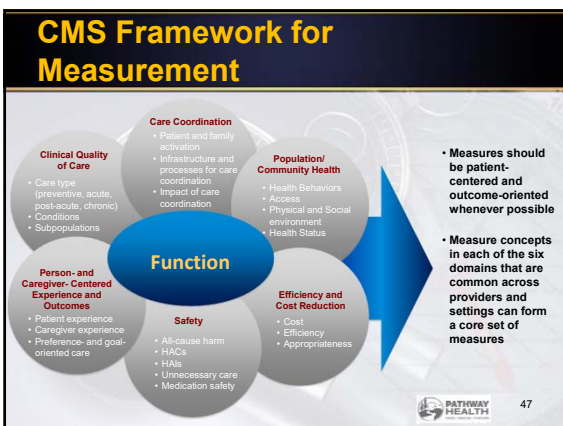 CMS Framework for
Measurement
Care Coordination
• Patient and family
activation
• Infrastructure and
processes for care
coordination
• Impact of care
coordination
Clinical Quality
of Care
• Care type
(preventive, acute,
post-acute, chronic)
• Conditions
• Subpopulations
Population/
Community Health
• Health Behaviors
• Access
• Physical and Social
environment
• Health Status
Function
Person- and
Caregiver- Centered
Experience and
Outcomes
• Patient experience
• Caregiver experience
• Preference- and goal-
oriented care
Safety
• All-cause harm
• HACs
• HAIs
• Unnecessary care
• Medication safety
Efficiency and
Cost Reduction
• Cost
• Efficiency
• Appropriateness
• Measures should
be patient-
centered and
outcome-oriented
whenever possible
• Measure concepts
in each of the six
domains that are
common across
providers and
settings can form
a core set of
measures
PATHWAY
HEALTH
47